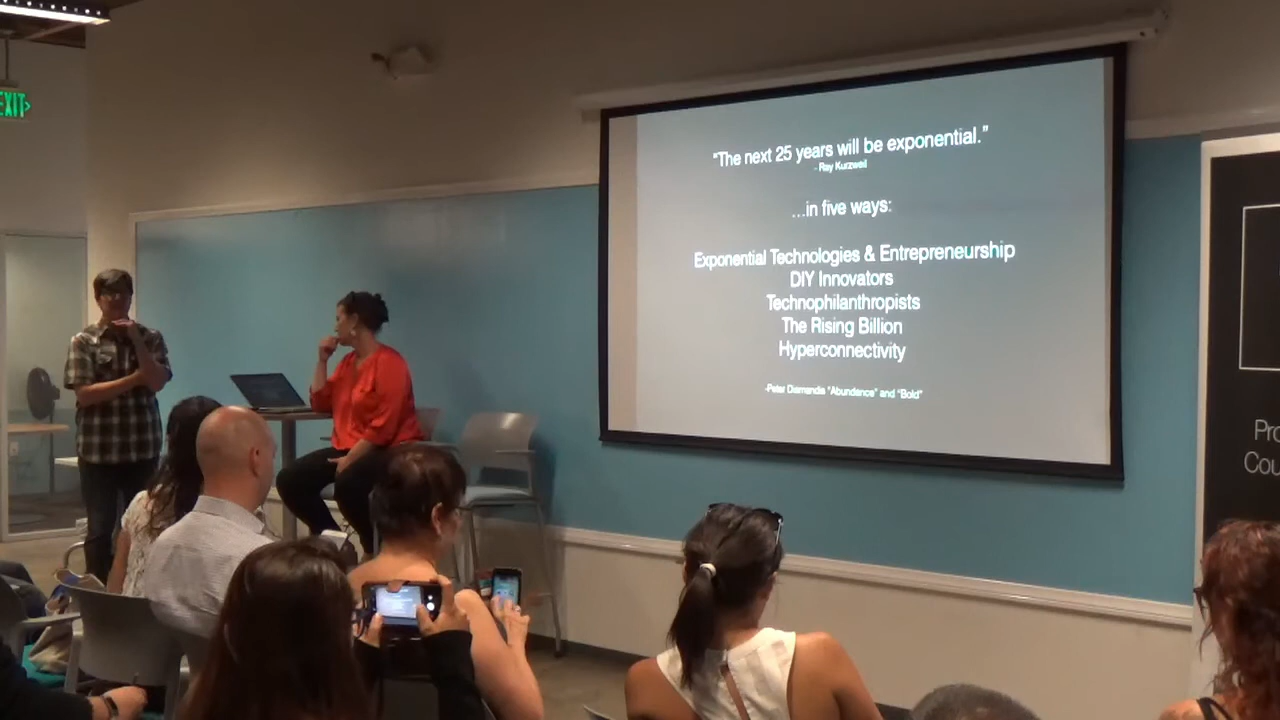 EXIT
"The next 25 years will be exponential."
- Ray Kurzweil
...in five ways:
Exponential Technologies & Entrepreneurship
DIY Innovators
Technophilanthropists
The Rising Billion
Hyperconnectivity
-Peter Diamandis "Abundance" and "Bold"
Pro
Cou